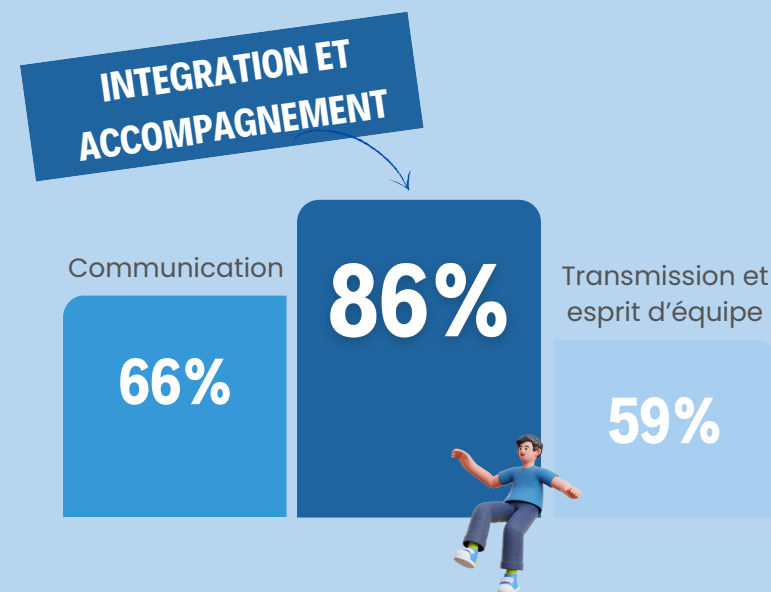 INTEGRATION ET
ACCOMPAGNEMENT
Communication
66%
86%
Transmission et
esprit d’équipe
59%